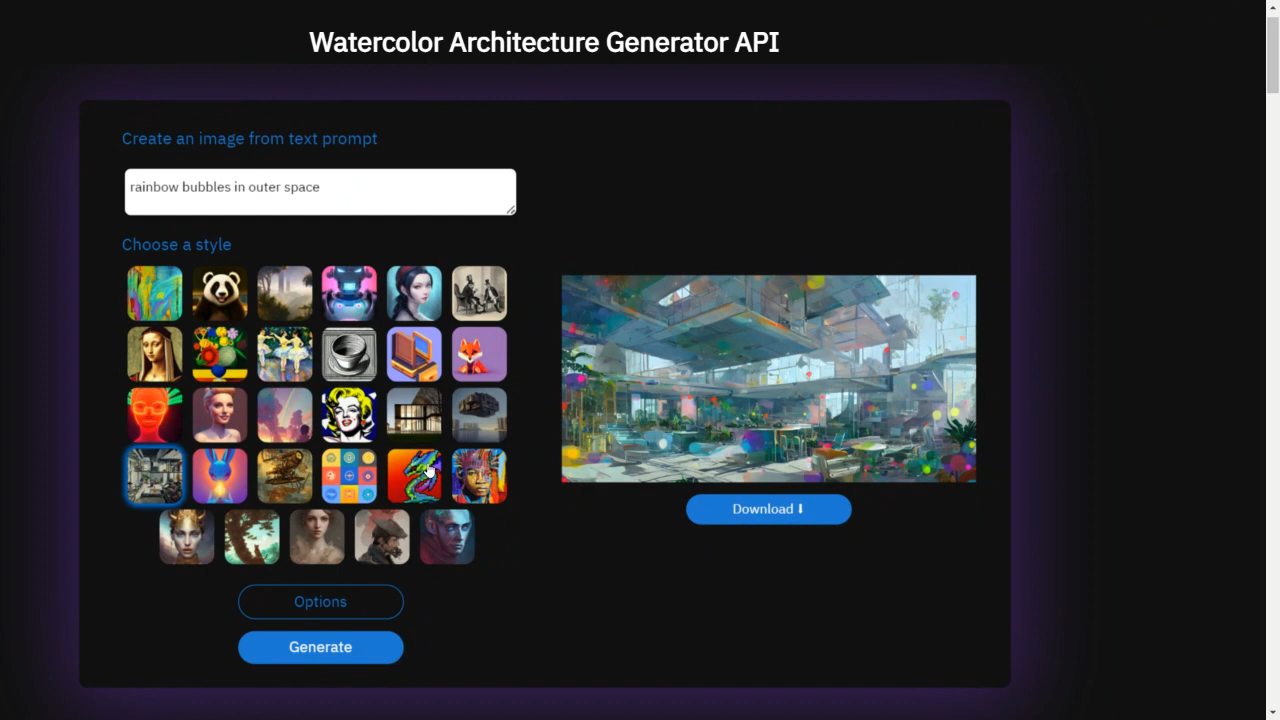 Watercolor Architecture Generator API
Create an image from text prompt
rainbow bubbles in outer space
Choose a style
Download ⬇
Options
Generate